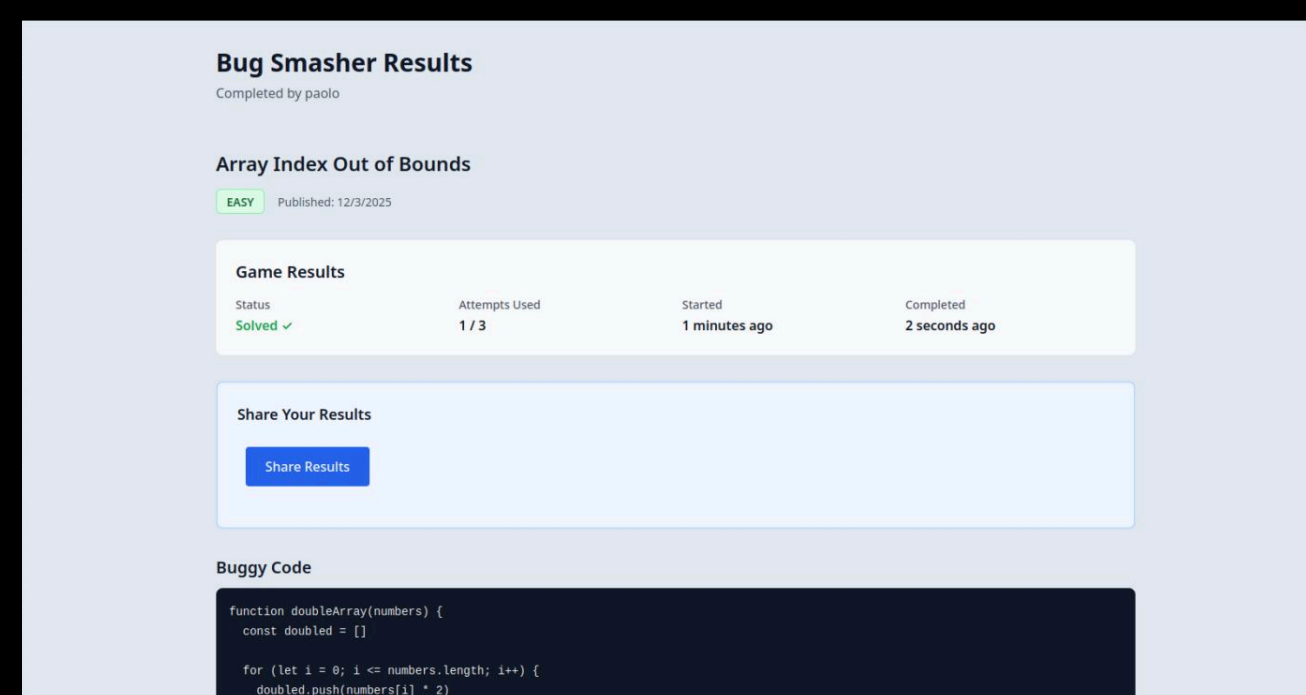 Bug Smasher Results
Completed by paolo
Array Index Out of Bounds
EASY Published: 12/3/2025
Game Results
Status Attempts Used Started Completed
Solved ✓ 1 / 3 1 minutes ago 2 seconds ago
Share Your Results
Share Results
Buggy Code
function doubleArray(numbers) {
  const doubled = []
  for (let i = 0; i <= numbers.length; i++) {
    doubled.push(numbers[i] * 2)